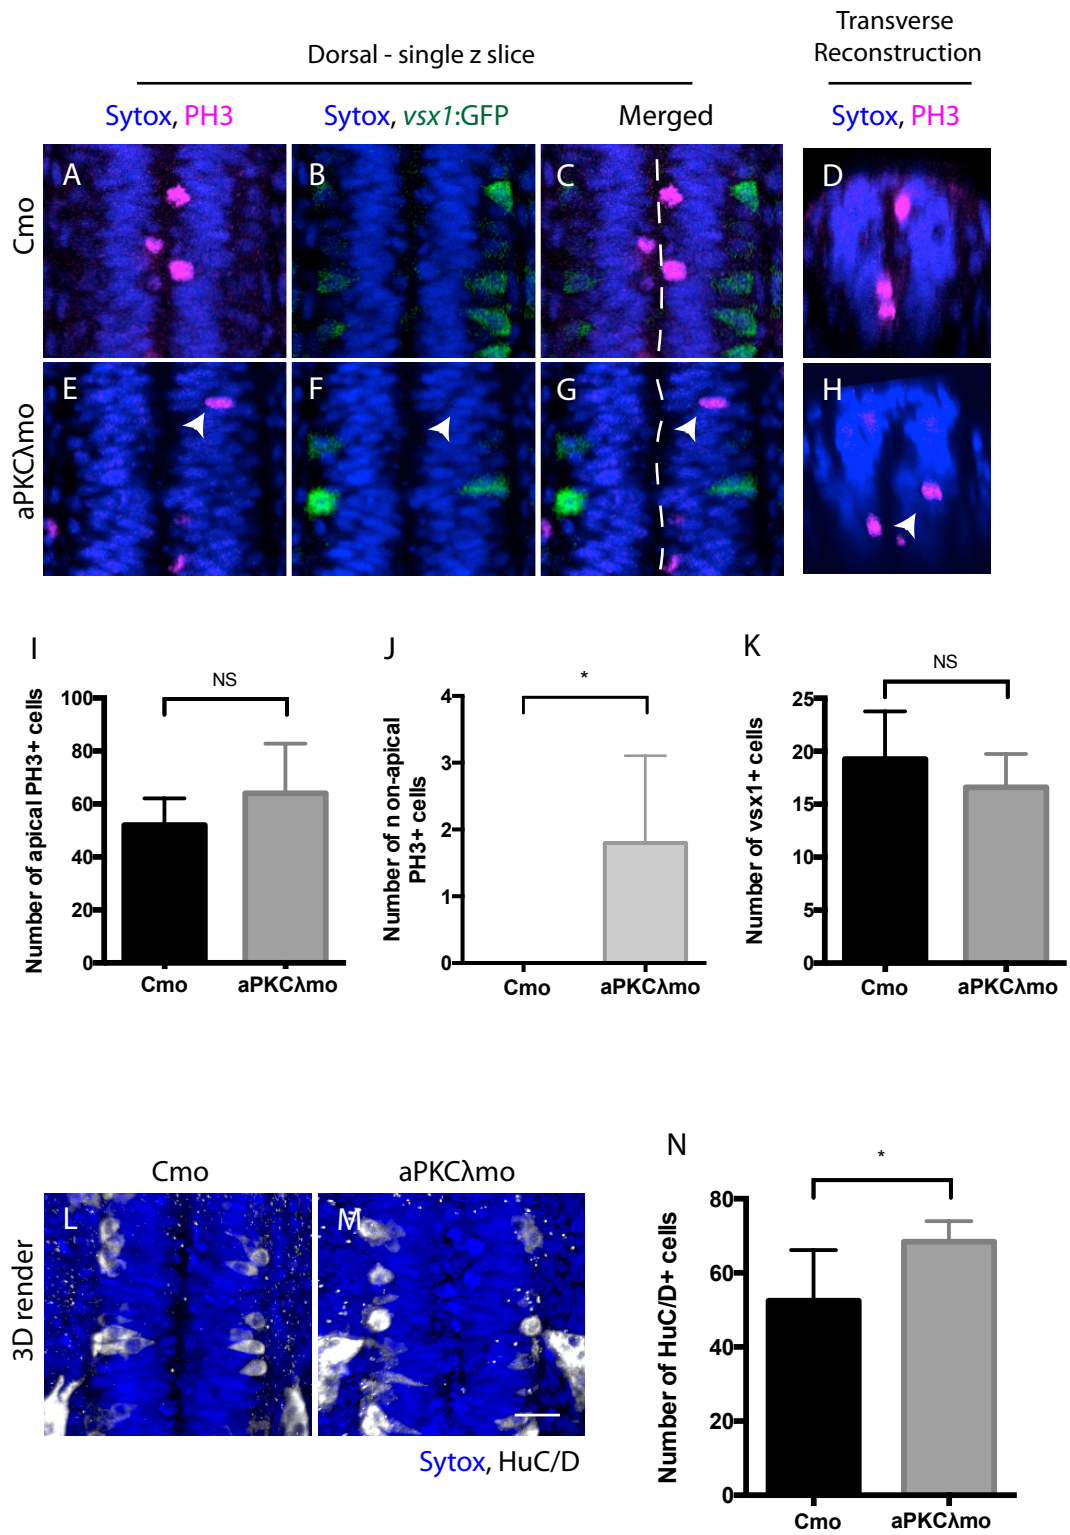 Transverse
Reconstruction
Dorsal - single z slice
Sytox, PH3
Sytox, vsx1:GFP
Merged
Sytox, PH3
Cmo
A
B
C
D
aPKCλmo
E
F
G
H
I
NS
Number of apical PH3+ cells
100
80
60
40
20
0
Cmo
aPKCλmo
J
*
Number of n on-apical
PH3+ cells
4
3
2
1
0
Cmo
aPKCλmo
K
NS
Number of vsx1+ cells
25
20
15
10
5
0
Cmo
aPKCλmo
Cmo
aPKCλmo
3D render
L
M
Sytox, HuC/D
N
*
Number of HuC/D+ cells
80
60
40
20
0
Cmo
aPKCλmo